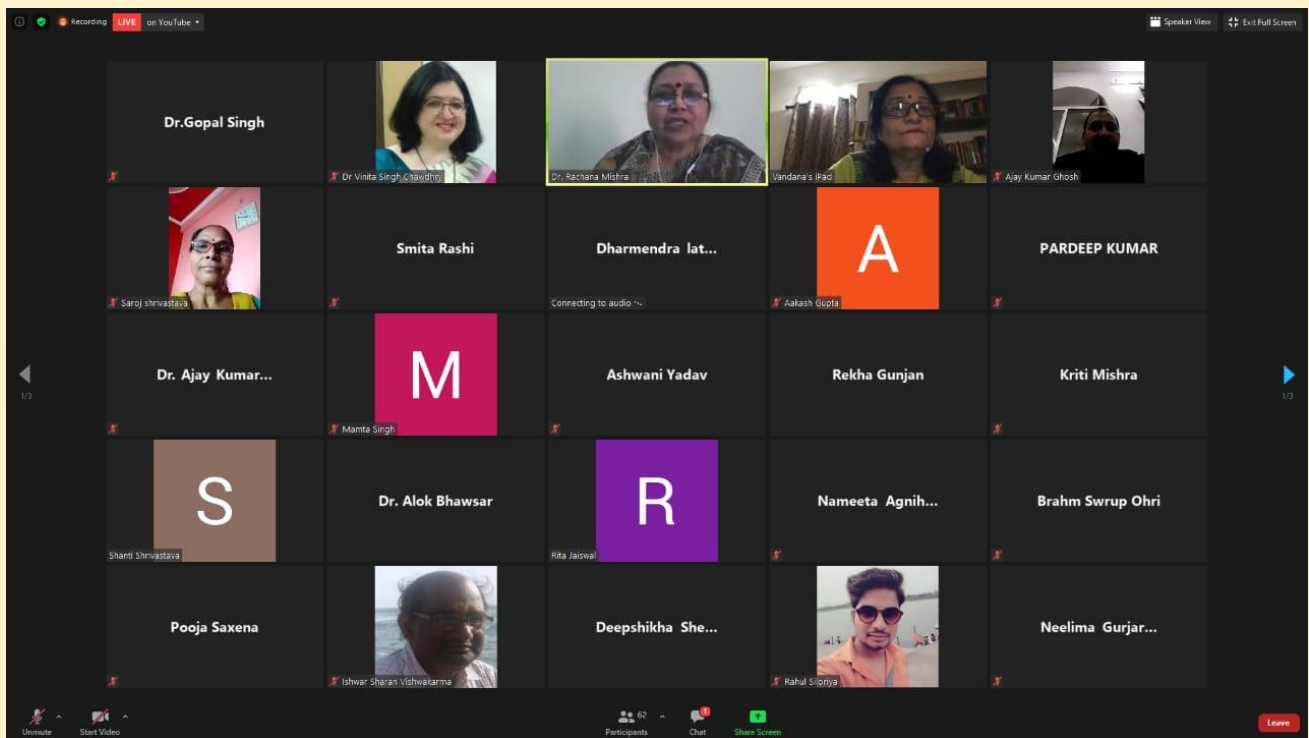 Recording LIVE on YouTube
Speaker View Exit Full Screen
Dr.Gopal Singh
Dr Vinita Singh Chawdhry
Dr. Rachana Mishra
Vandana's iPad
Ajay Kumar Ghosh
Saroj shrivastava
Smita Rashi
Dharmendra lat...
Connecting to audio
A
Aakash Gupta
PARDEEP KUMAR
Dr. Ajay Kumar...
M
Mamta Singh
Ashwani Yadav
Rekha Gunjan
Kriti Mishra
1/3
1/3
S
Shanti Shrivastava
Dr. Alok Bhawsar
R
Rita Jaiswal
Nameeta Agnih...
Brahm Swrup Ohri
Pooja Saxena
Ishwar Sharan Vishwakarma
Deepshikha She...
Rahul Silpriya
Neelima Gurjar...
Unmute
Start Video
62
Participants
1
Chat
Share Screen
Leave